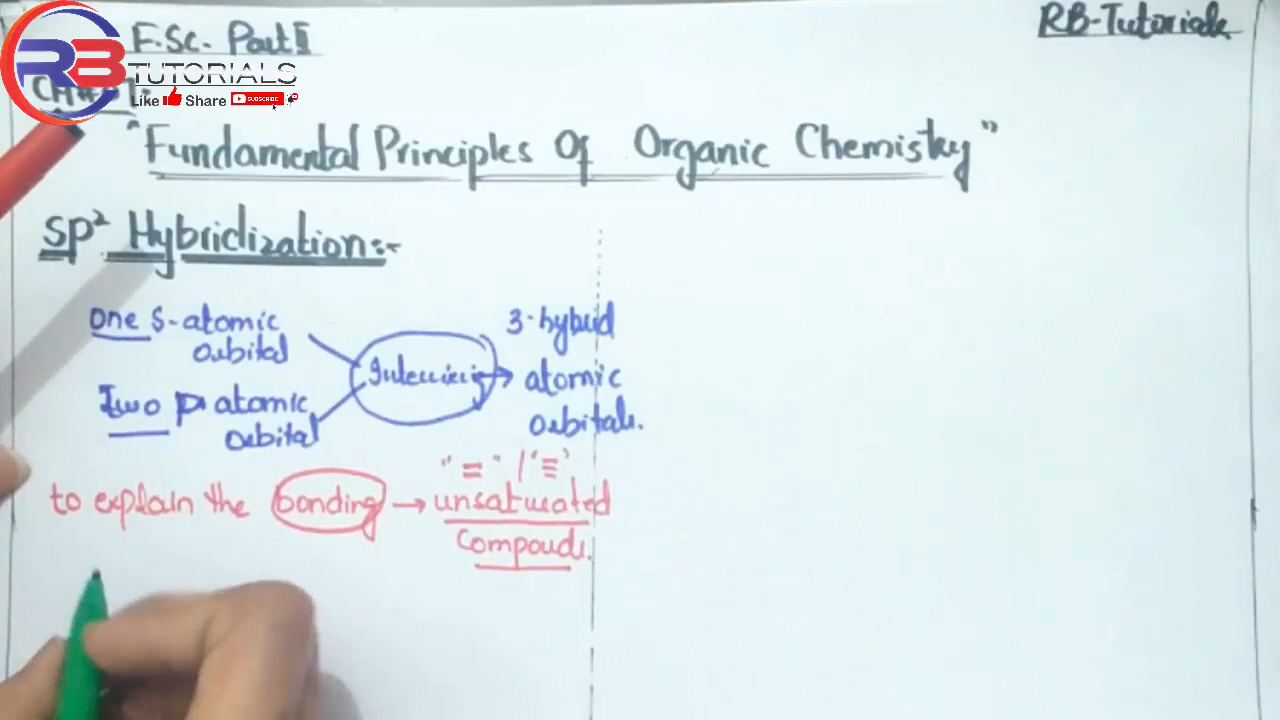 F.Sc. Part II
RB-Tutorials
RB
TUTORIALS
Like Share SUBSCRIBE
"Fundamental Principles Of Organic Chemistry"
SP² Hybridization:-
One S-atomic orbital
Two p atomic orbital
3-hybrid atomic orbitals.
"=" / "≡"
to explain the bonding → unsaturated
Compouds.